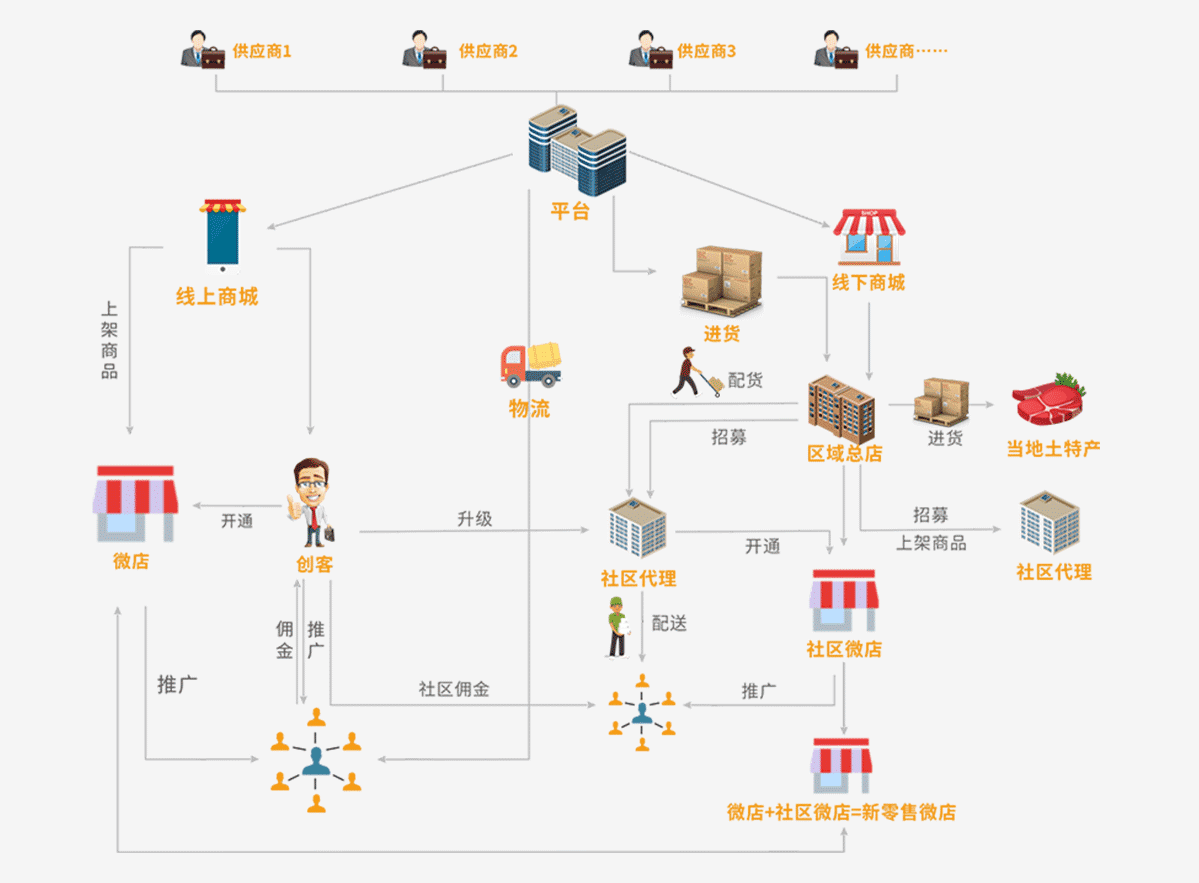 供应商1
供应商2
供应商3
供应商……
平台
SHOP
线上商城
线下商城
上架商品
进货
物流
配货
招募
区域总店
进货
当地土特产
微店
开通
创客
升级
社区代理
开通
招募
上架商品
社区代理
佣金
推广
配送
社区微店
推广
社区佣金
推广
微店+社区微店=新零售微店